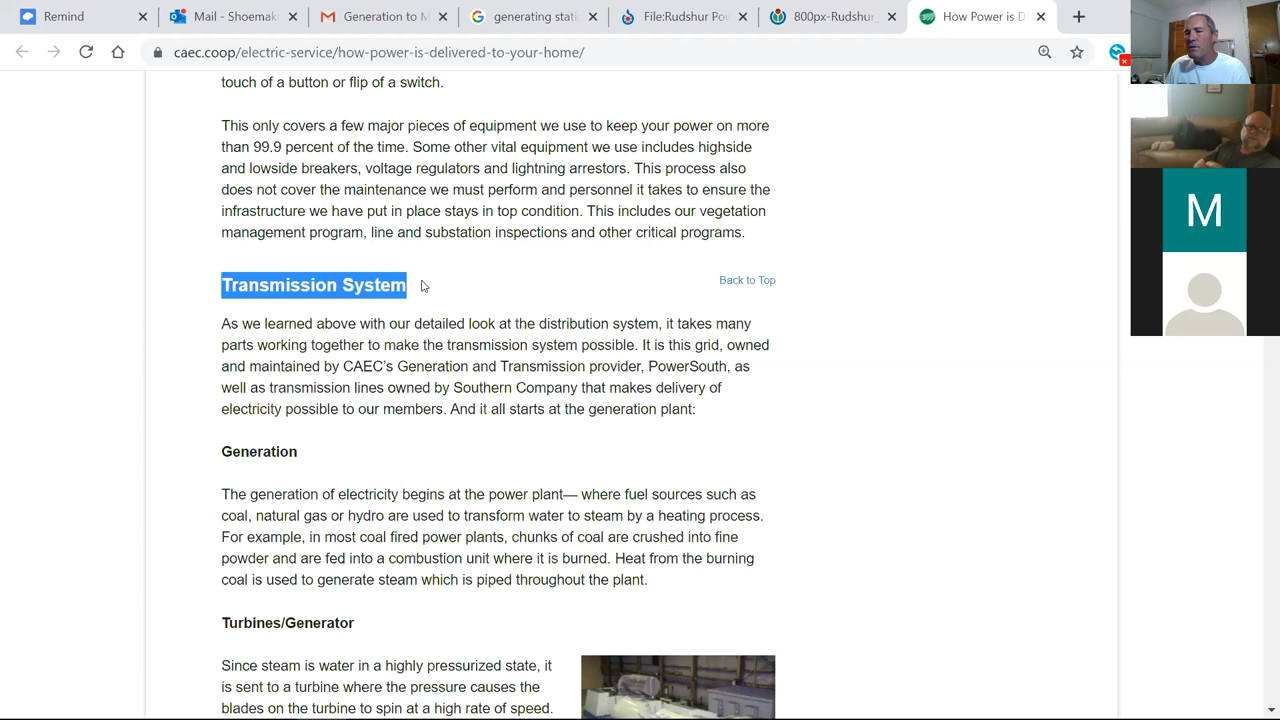 Remind
Mail - Shoemake
Generation to M
generating stati
File:Rudshur Po
800px-Rudshur_
How Power is D
caec.coop/electric-service/how-power-is-delivered-to-your-home/
touch of a button or flip of a switch.
This only covers a few major pieces of equipment we use to keep your power on more
than 99.9 percent of the time. Some other vital equipment we use includes highside
and lowside breakers, voltage regulators and lightning arrestors. This process also
does not cover the maintenance we must perform and personnel it takes to ensure the
infrastructure we have put in place stays in top condition. This includes our vegetation
management program, line and substation inspections and other critical programs.
Transmission System
Back to Top
As we learned above with our detailed look at the distribution system, it takes many
parts working together to make the transmission system possible. It is this grid, owned
and maintained by CAEC's Generation and Transmission provider, PowerSouth, as
well as transmission lines owned by Southern Company that makes delivery of
electricity possible to our members. And it all starts at the generation plant:
Generation
The generation of electricity begins at the power plant— where fuel sources such as
coal, natural gas or hydro are used to transform water to steam by a heating process.
For example, in most coal fired power plants, chunks of coal are crushed into fine
powder and are fed into a combustion unit where it is burned. Heat from the burning
coal is used to generate steam which is piped throughout the plant.
Turbines/Generator
Since steam is water in a highly pressurized state, it
is sent to a turbine where the pressure causes the
blades on the turbine to spin at a high rate of speed.
M